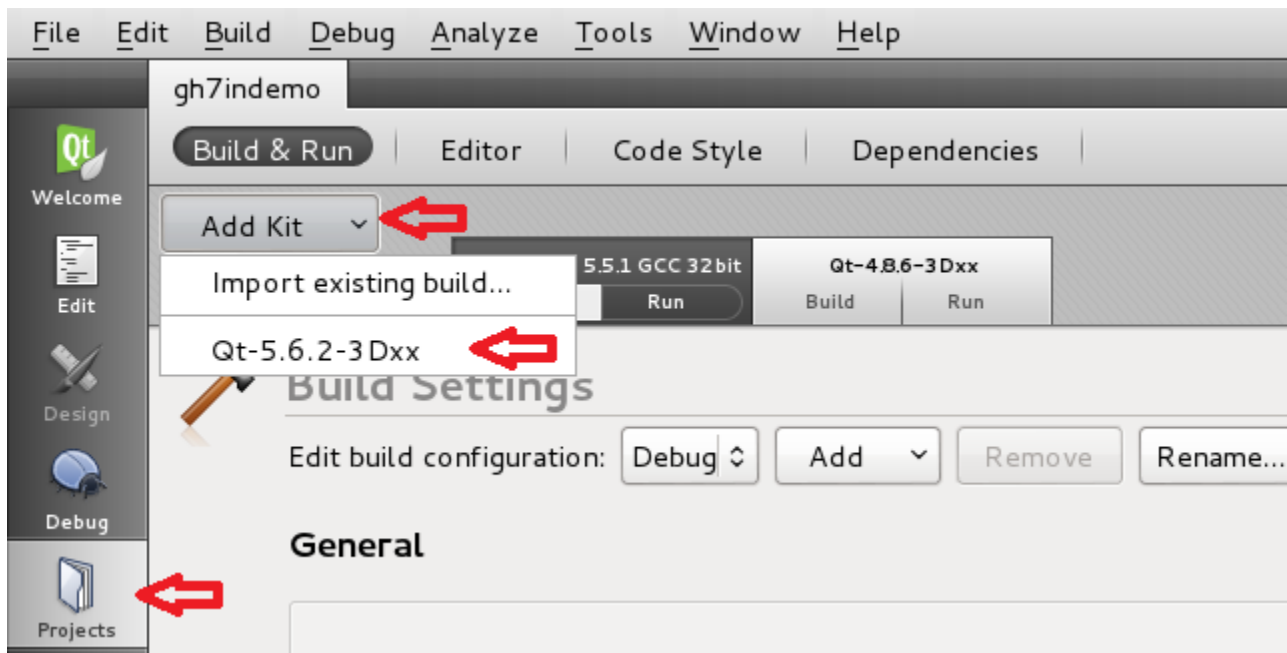 File Edit Build Debug Analyze Tools Window Help
gh7indemo
Build & Run Editor Code Style Dependencies
Qt
Welcome
Add Kit
Import existing build...
Qt-5.6.2-3Dxx
5.5.1 GCC 32bit
Run
Qt-4.8.6-3Dxx
Build Run
Edit
Design
Build Settings
Edit build configuration: Debug Add Remove Rename...
Debug
General
Projects